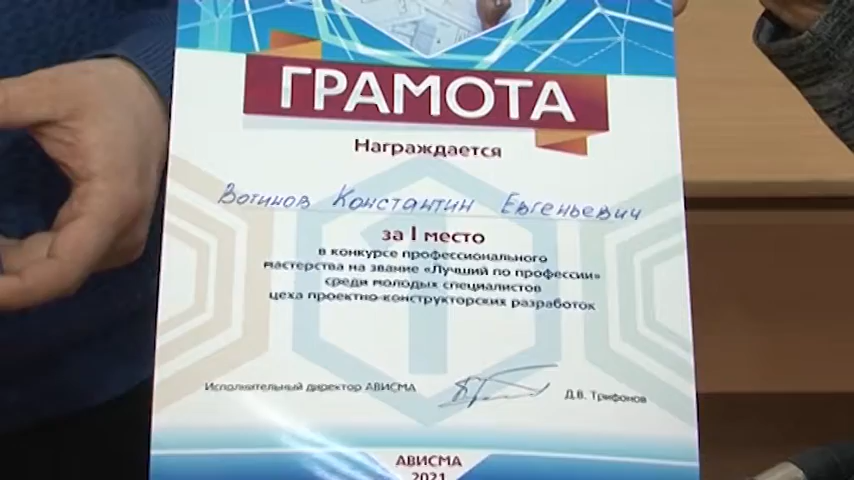 ГРАМОТА
Награждается
Вотинов Константин Евгеньевич
за I место
в конкурсе профессионального
мастерства на звание «Лучший по профессии»
среди молодых специалистов
цеха проектно-конструкторских разработок
Исполнительный директор АВИСМА Д.В. Трифонов
АВИСМА
2021